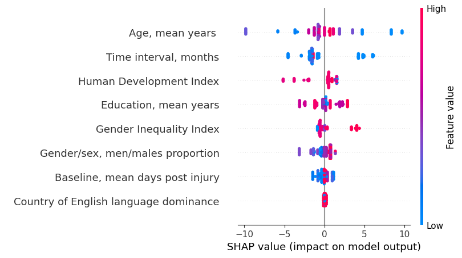 High
Age, mean years
Time interval, months
Human Development Index
Education, mean years
Gender Inequality Index
Gender/sex, men/males proportion
Baseline, mean days post injury
Country of English language dominance
Feature value
Low
−10 −5 0 5 10
SHAP value (impact on model output)